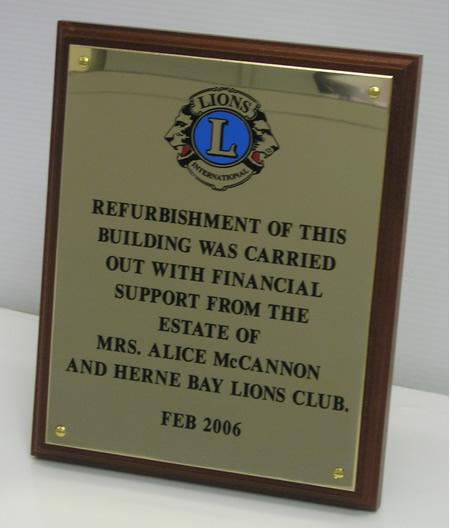 LIONS
L
INTERNATIONAL
REFURBISHMENT OF THIS
BUILDING WAS CARRIED
OUT WITH FINANCIAL
SUPPORT FROM THE
ESTATE OF
MRS. ALICE McCANNON
AND HERNE BAY LIONS CLUB.
FEB 2006